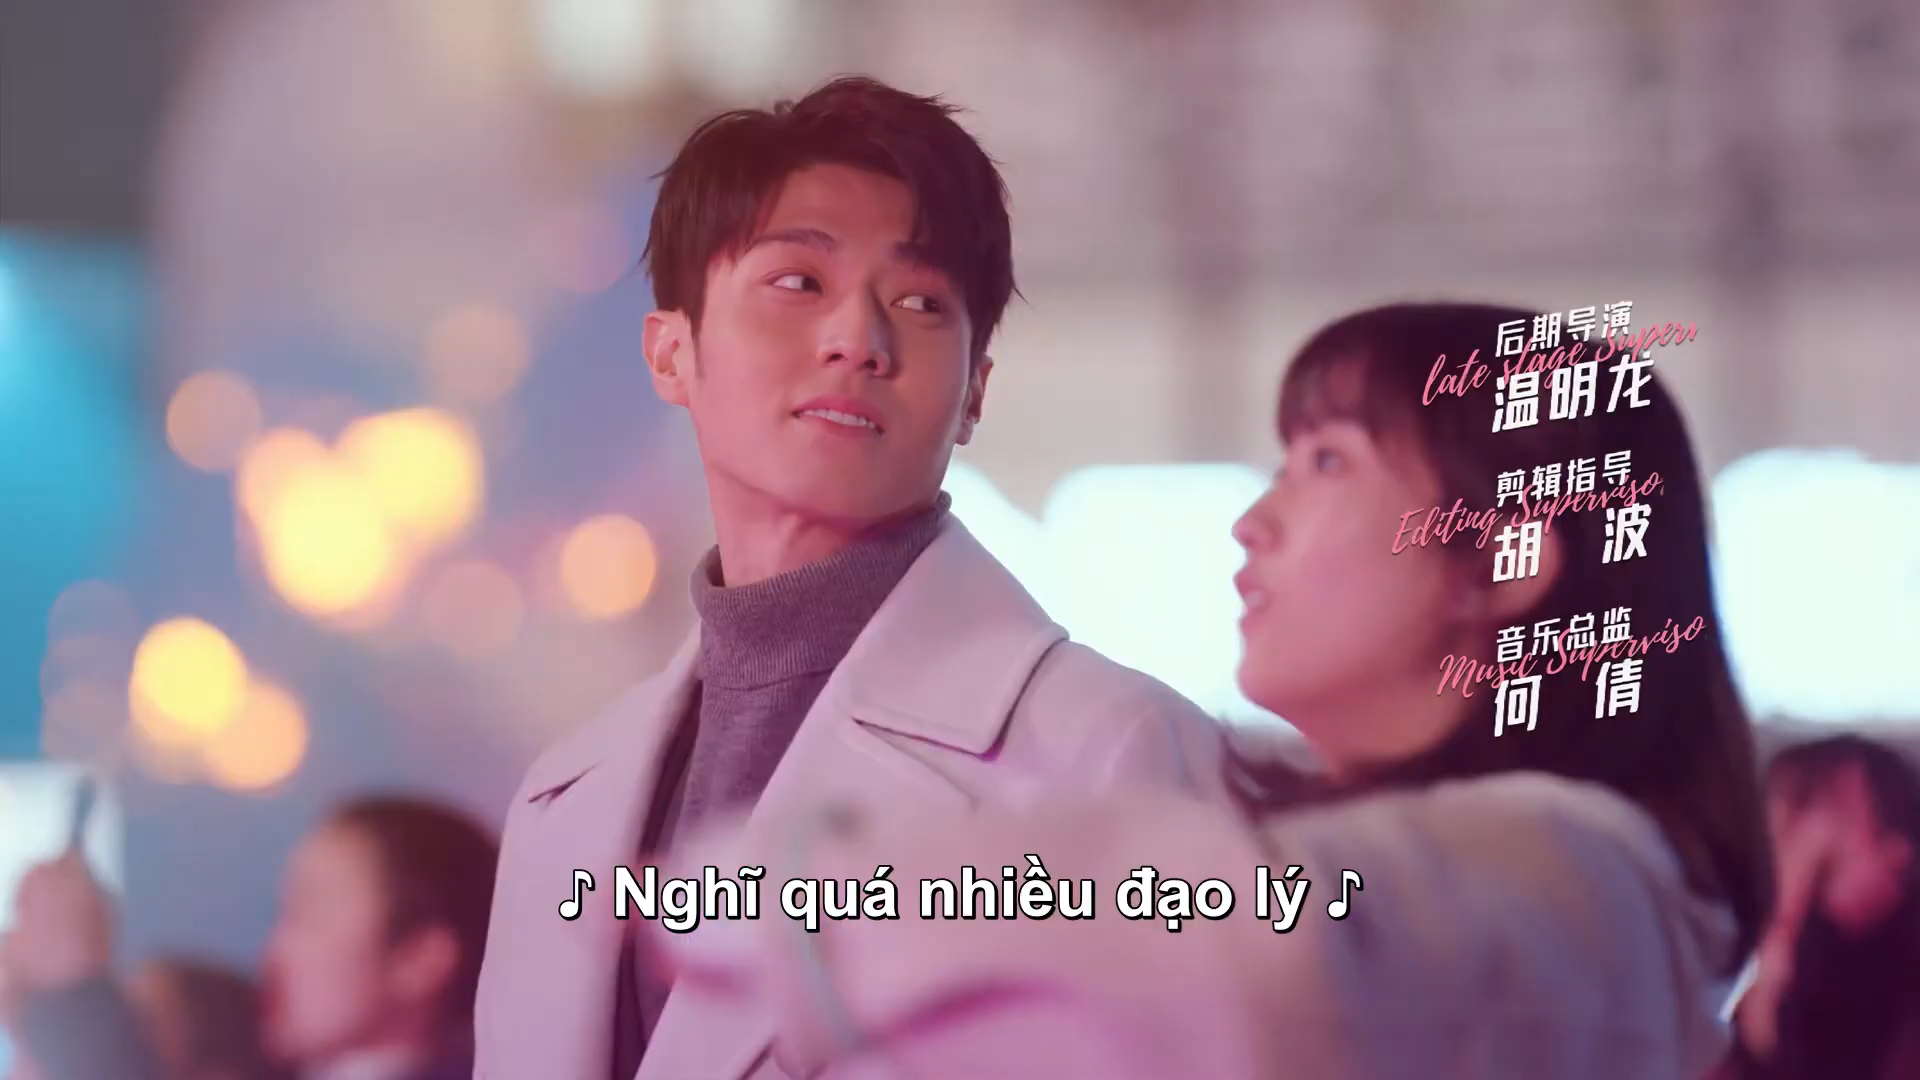 后期导演
late stage Super
温明龙
剪辑指导
Editing Superviso
胡 波
音乐总监
Music Superviso
何 倩
♪ Nghĩ quá nhiều đạo lý ♪